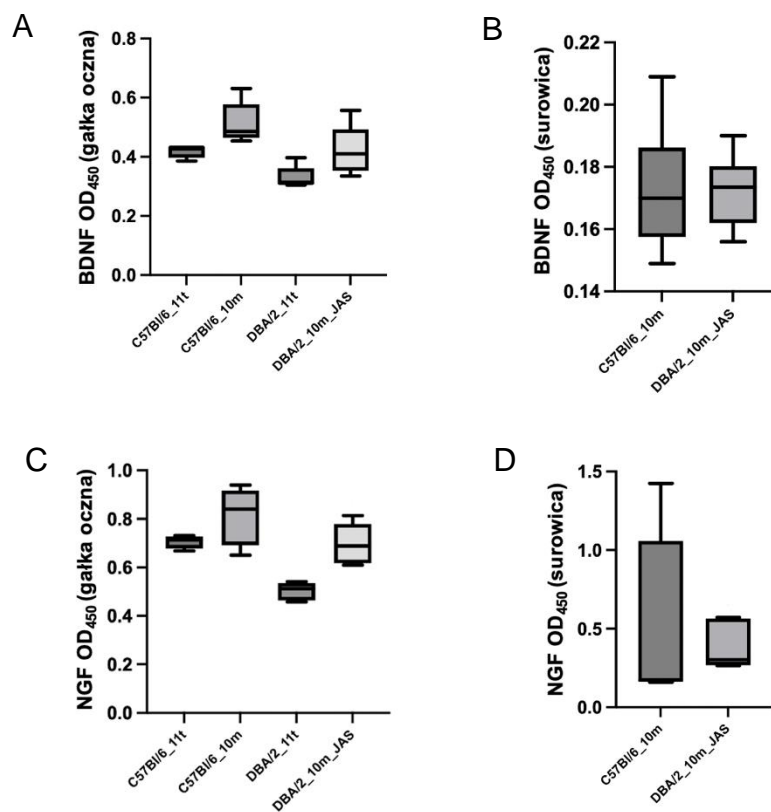 A
BDNF OD₄₅₀ (gałka oczna)
0.8
0.6
0.4
0.2
0.0
C57Bl/6_11t
C57Bl/6_10m
DBA/2_11t
DBA/2_10m_JAS
B
BDNF OD₄₅₀ (surowica)
0.22
0.20
0.18
0.16
0.14
C57Bl/6_10m
DBA/2_10m_JAS
C
NGF OD₄₅₀ (gałka oczna)
1.0
0.8
0.6
0.4
0.2
0.0
C57Bl/6_11t
C57Bl/6_10m
DBA/2_11t
DBA/2_10m_JAS
D
NGF OD₄₅₀ (surowica)
1.5
1.0
0.5
0.0
C57Bl/6_10m
DBA/2_10m_JAS